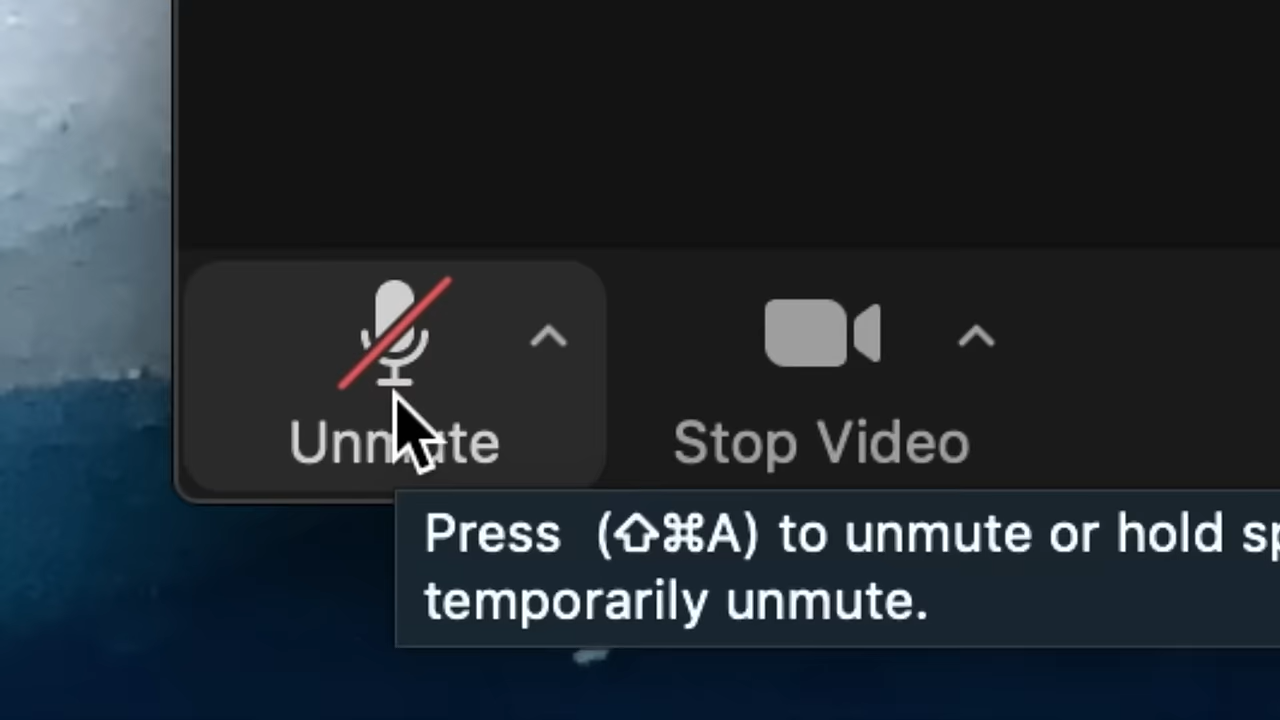 Unmute
Stop Video
Press (⇧⌘A) to unmute or hold
temporarily unmute.